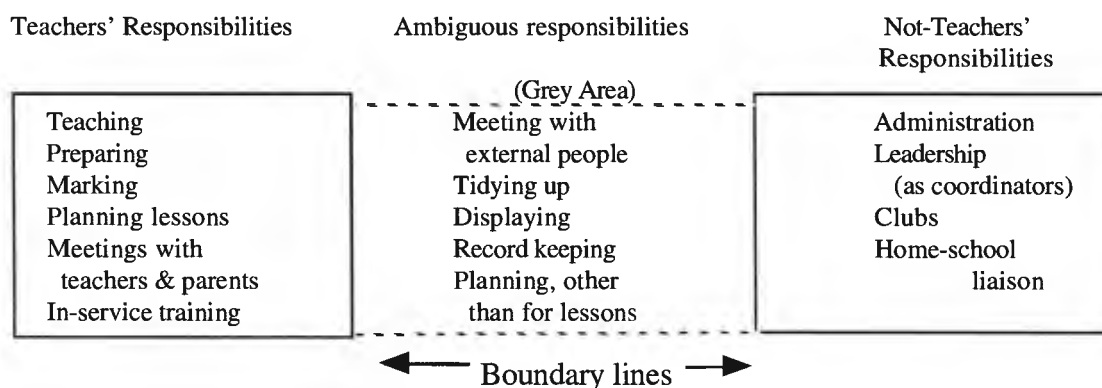 Teachers' Responsibilities
Ambiguous responsibilities
Not-Teachers'
Responsibilities
(Grey Area)
Teaching
Preparing
Marking
Planning lessons
Meetings with
teachers & parents
In-service training
Meeting with
external people
Tidying up
Displaying
Record keeping
Planning, other
than for lessons
Administration
Leadership
(as coordinators)
Clubs
Home-school
liaison
Boundary lines